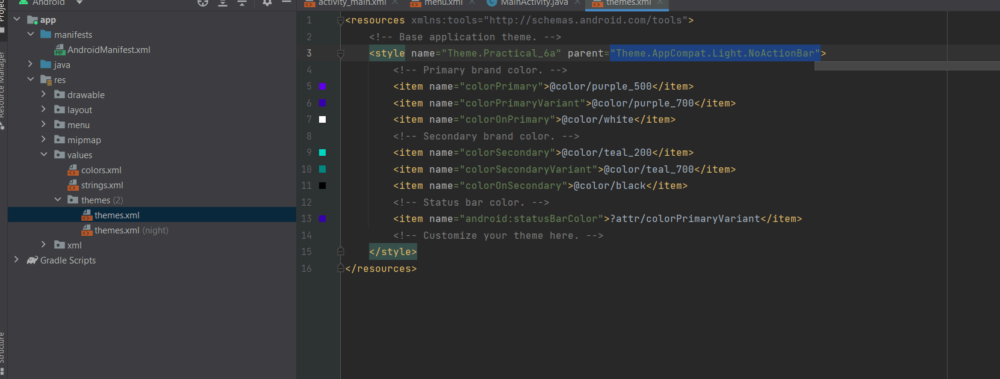 Android
app
manifests
AndroidManifest.xml
java
res
drawable
layout
menu
mipmap
values
colors.xml
strings.xml
themes (2)
themes.xml
themes.xml (night)
xml
Gradle Scripts
Project
Resource Manager
Structure
activity_main.xml
menu.xml
MainActivity.java
themes.xml
1 <resources xmlns:tools="http://schemas.android.com/tools">
2 <!-- Base application theme. -->
3 <style name="Theme.Practical_6a" parent="Theme.AppCompat.Light.NoActionBar">
4 <!-- Primary brand color. -->
5 <item name="colorPrimary">@color/purple_500</item>
6 <item name="colorPrimaryVariant">@color/purple_700</item>
7 <item name="colorOnPrimary">@color/white</item>
8 <!-- Secondary brand color. -->
9 <item name="colorSecondary">@color/teal_200</item>
10 <item name="colorSecondaryVariant">@color/teal_700</item>
11 <item name="colorOnSecondary">@color/black</item>
12 <!-- Status bar color. -->
13 <item name="android:statusBarColor">?attr/colorPrimaryVariant</item>
14 <!-- Customize your theme here. -->
15 </style>
16 </resources>